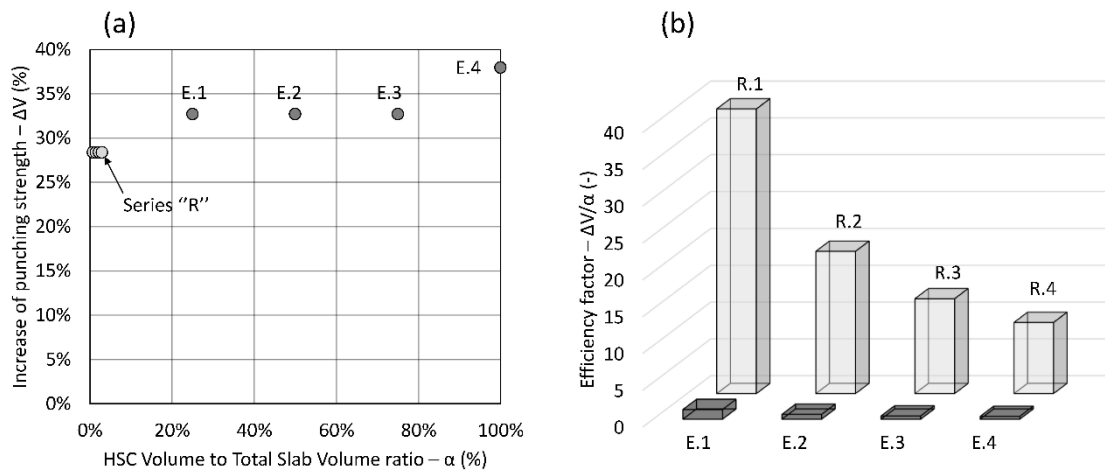 (a)
40%
35%
30%
25%
20%
15%
10%
5%
0%
Increase of punching strength – ΔV (%)
E.1
E.2
E.3
E.4
Series “R”
0%
20%
40%
60%
80%
100%
HSC Volume to Total Slab Volume ratio – α (%)
(b)
40
35
30
25
20
15
10
5
0
Efficiency factor – ΔV/α (-)
R.1
R.2
R.3
R.4
E.1
E.2
E.3
E.4